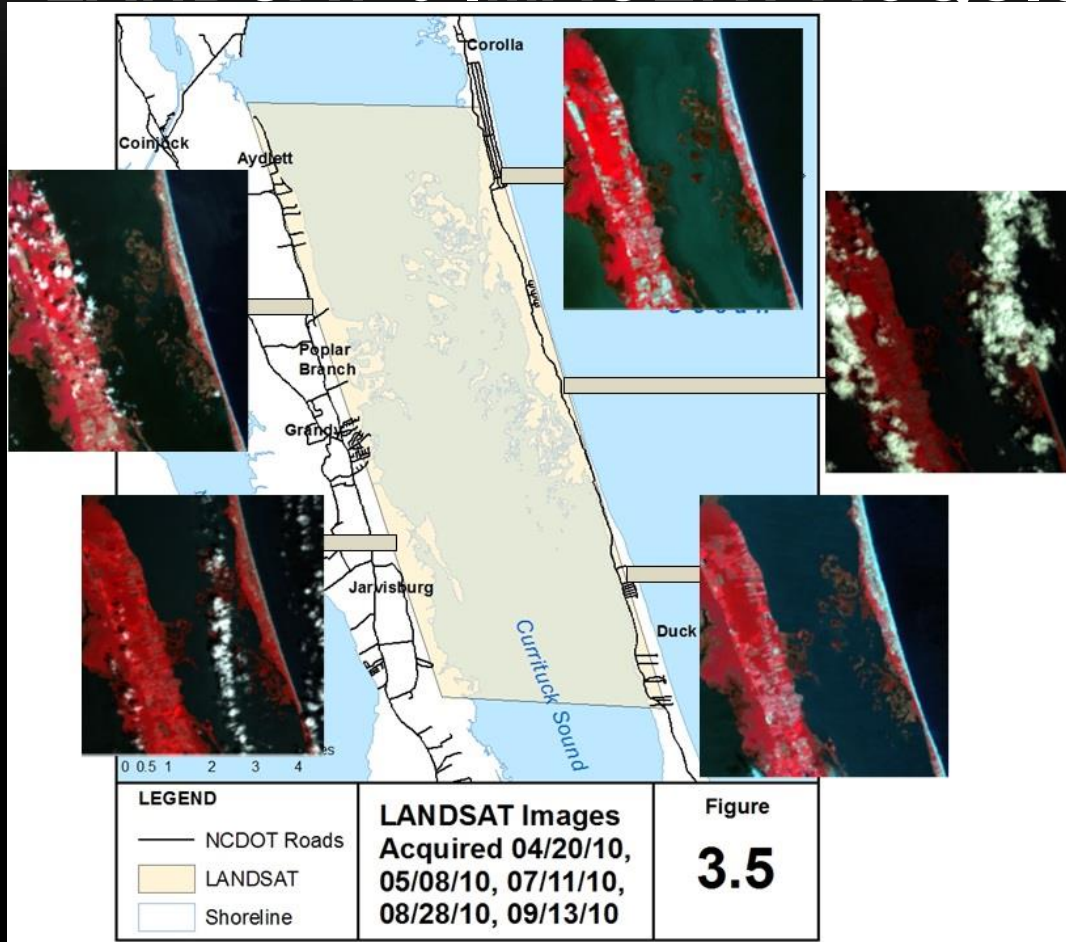 Corolla
Coinjock
Aydlett
Poplar
Branch
Grandy
Jarvisburg
Duck
Currituck Sound
0 0.5 1 2 3 4
LEGEND
NCDOT Roads
LANDSAT
Shoreline
LANDSAT Images
Acquired 04/20/10,
05/08/10, 07/11/10,
08/28/10, 09/13/10
Figure
3.5